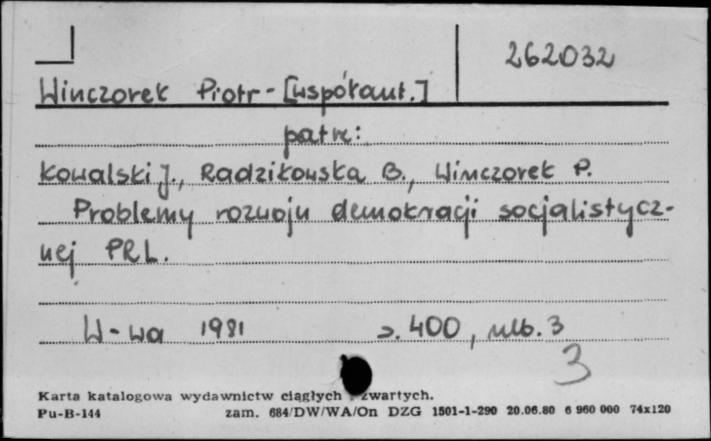 262032
Winczorek Piotr - [współaut.]
patrz:
Kowalski J., Radzikowska B., Winczorek P.
Problemy rozwoju demokracji socjalistycz-
nej PRL.
W-wa 1981 s. 400, nlb. 3
3
Karta katalogowa wydawnictw ciągłych i zwartych.
Pu-B-144 zam. 684/DW/WA/On DZG 1501-1-290 20.06.80 6 960 000 74x120